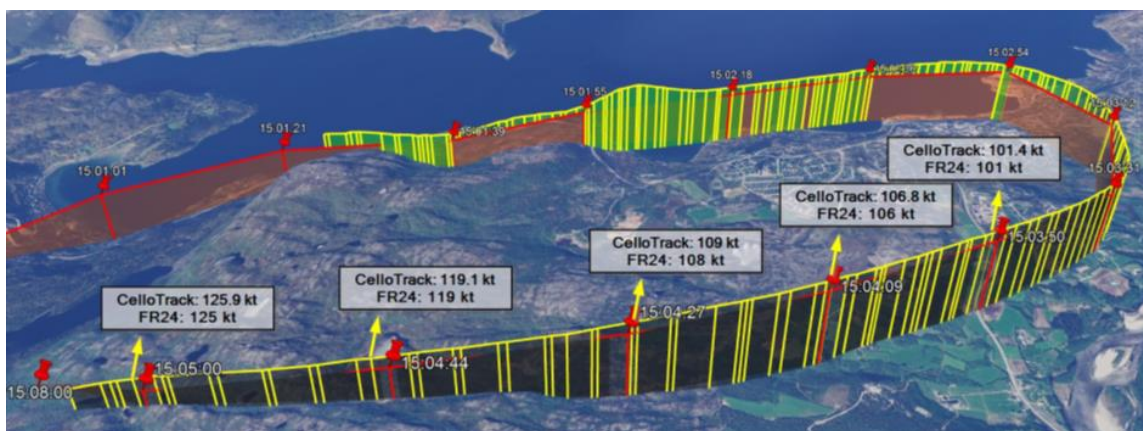 15:02:54
15:02:18
15:01:55
15:01:39
15:01:21
15:01:01
CelloTrack: 101.4 kt
FR24: 101 kt
CelloTrack: 106.8 kt
FR24: 106 kt
CelloTrack: 109 kt
FR24: 108 kt
CelloTrack: 119.1 kt
FR24: 119 kt
CelloTrack: 125.9 kt
FR24: 125 kt
15:03:50
15:04:09
15:04:27
15:04:44
15:05:00
15:08:00